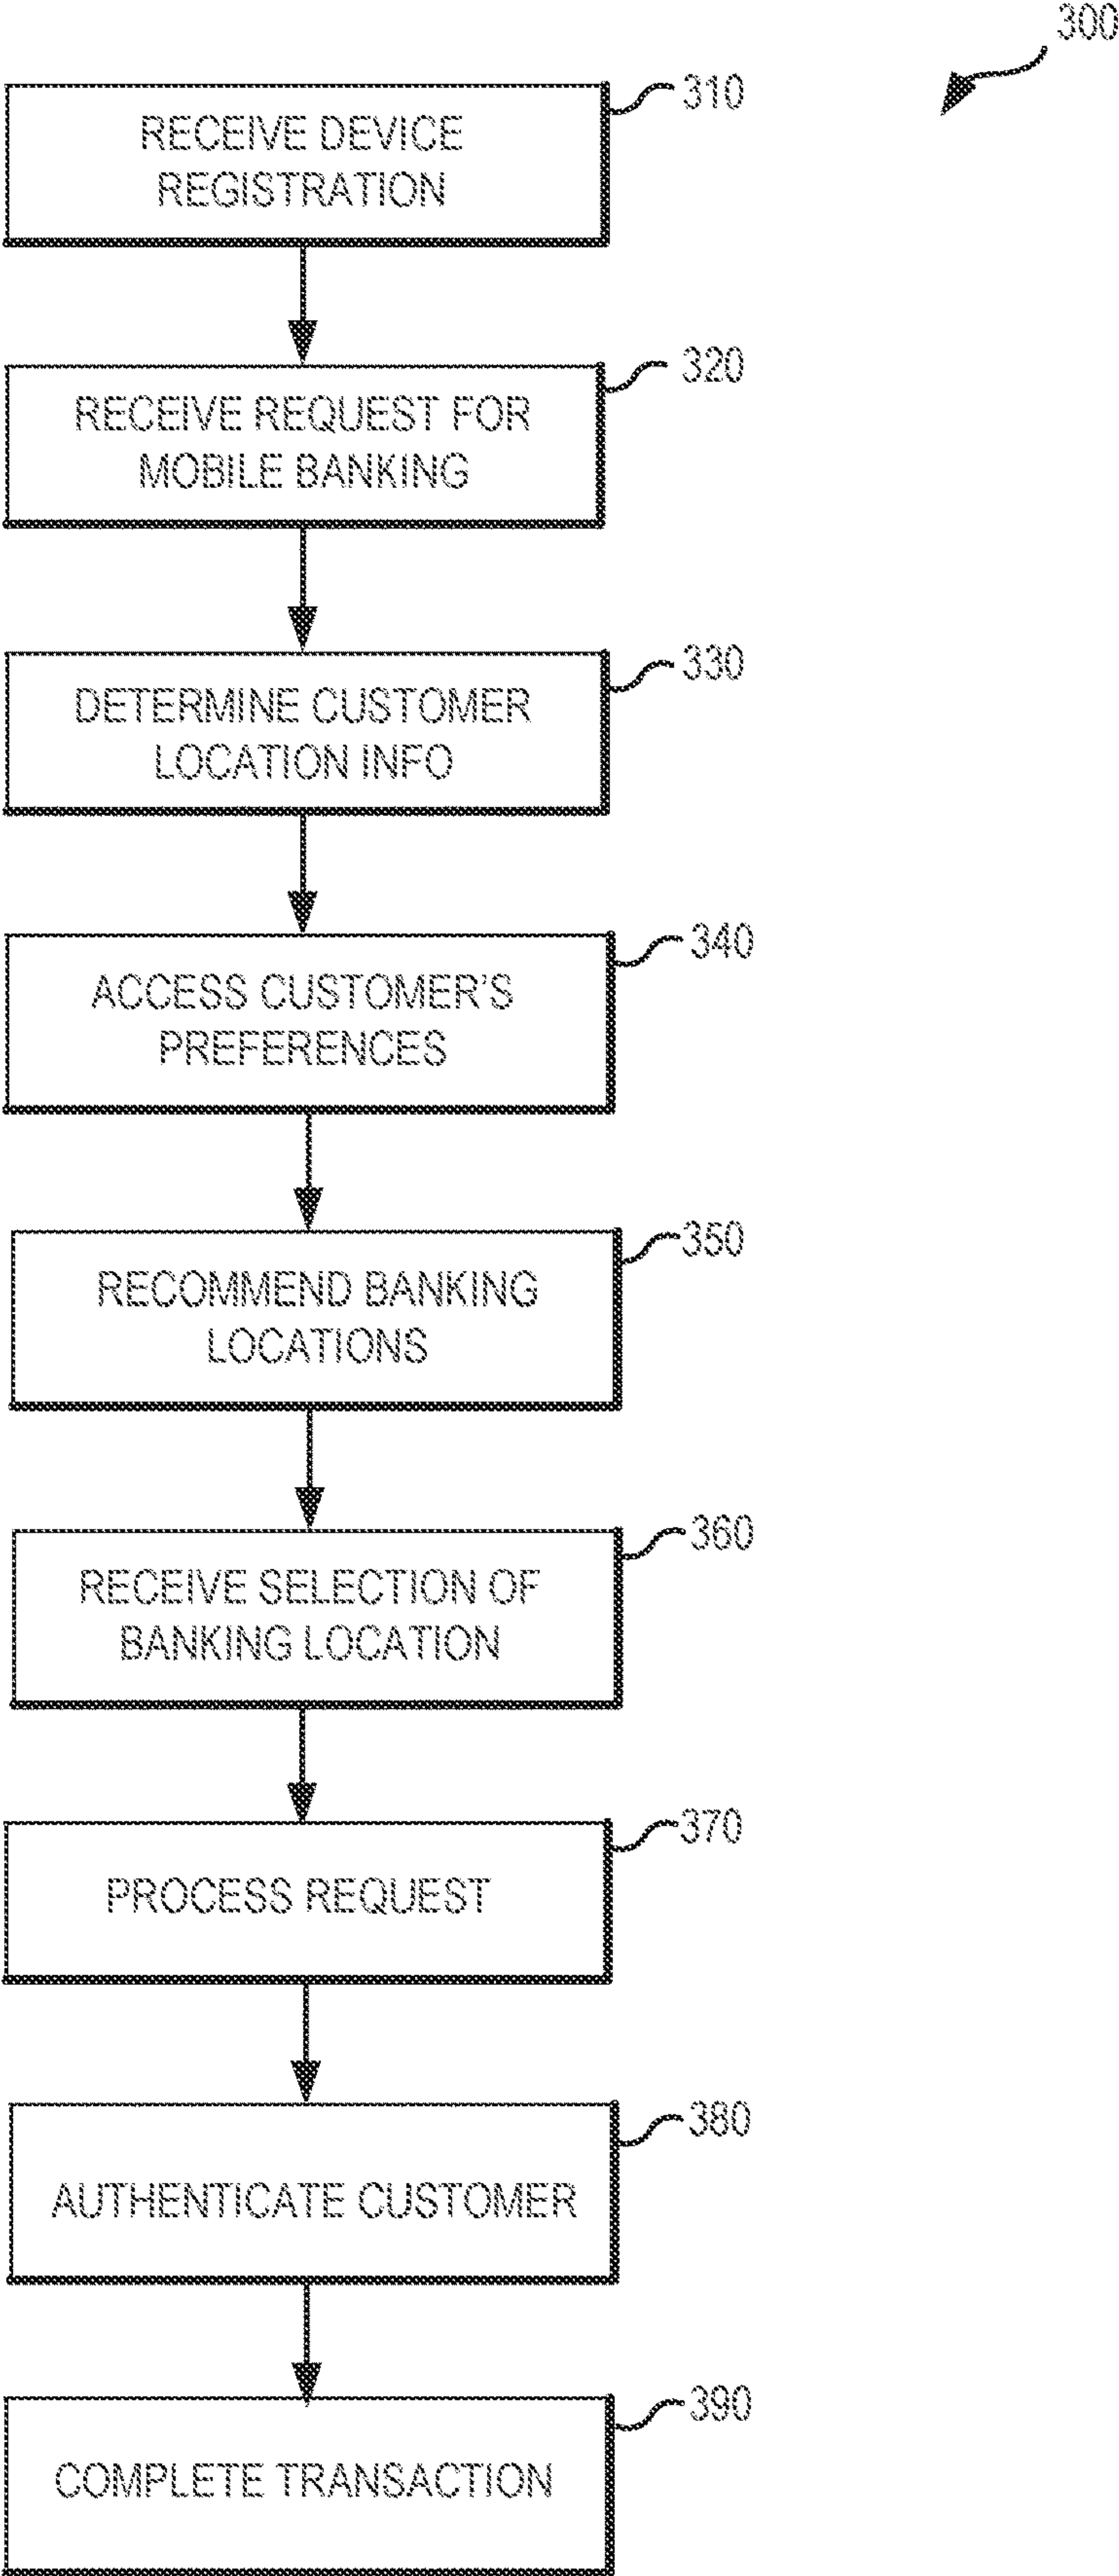 300
310
RECEIVE DEVICE
REGISTRATION
320
RECEIVE REQUEST FOR
MOBILE BANKING
330
DETERMINE CUSTOMER
LOCATION INFO
340
ACCESS CUSTOMER'S
PREFERENCES
350
RECOMMEND BANKING
LOCATIONS
360
RECEIVE SELECTION OF
BANKING LOCATION
370
PROCESS REQUEST
380
AUTHENTICATE CUSTOMER
390
COMPLETE TRANSACTION